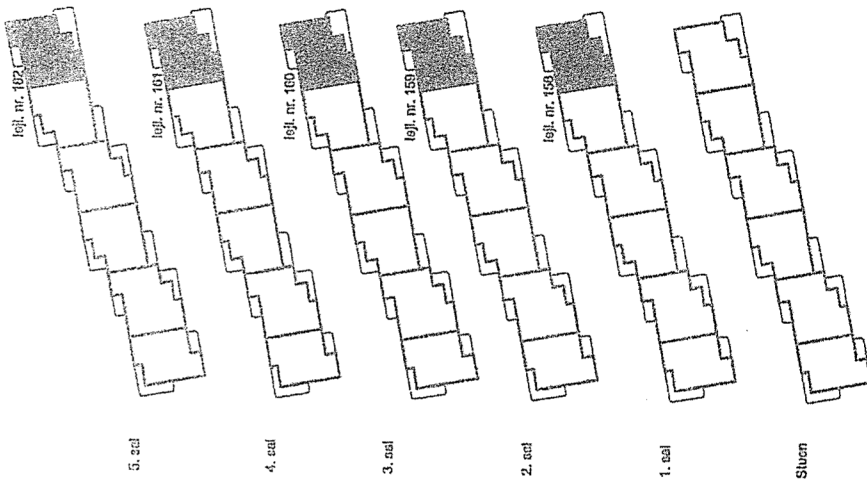 lejl. nr. 162
5. sal
lejl. nr. 161
4. sal
lejl. nr. 160
3. sal
lejl. nr. 159
2. sal
lejl. nr. 158
1. sal
Stuen